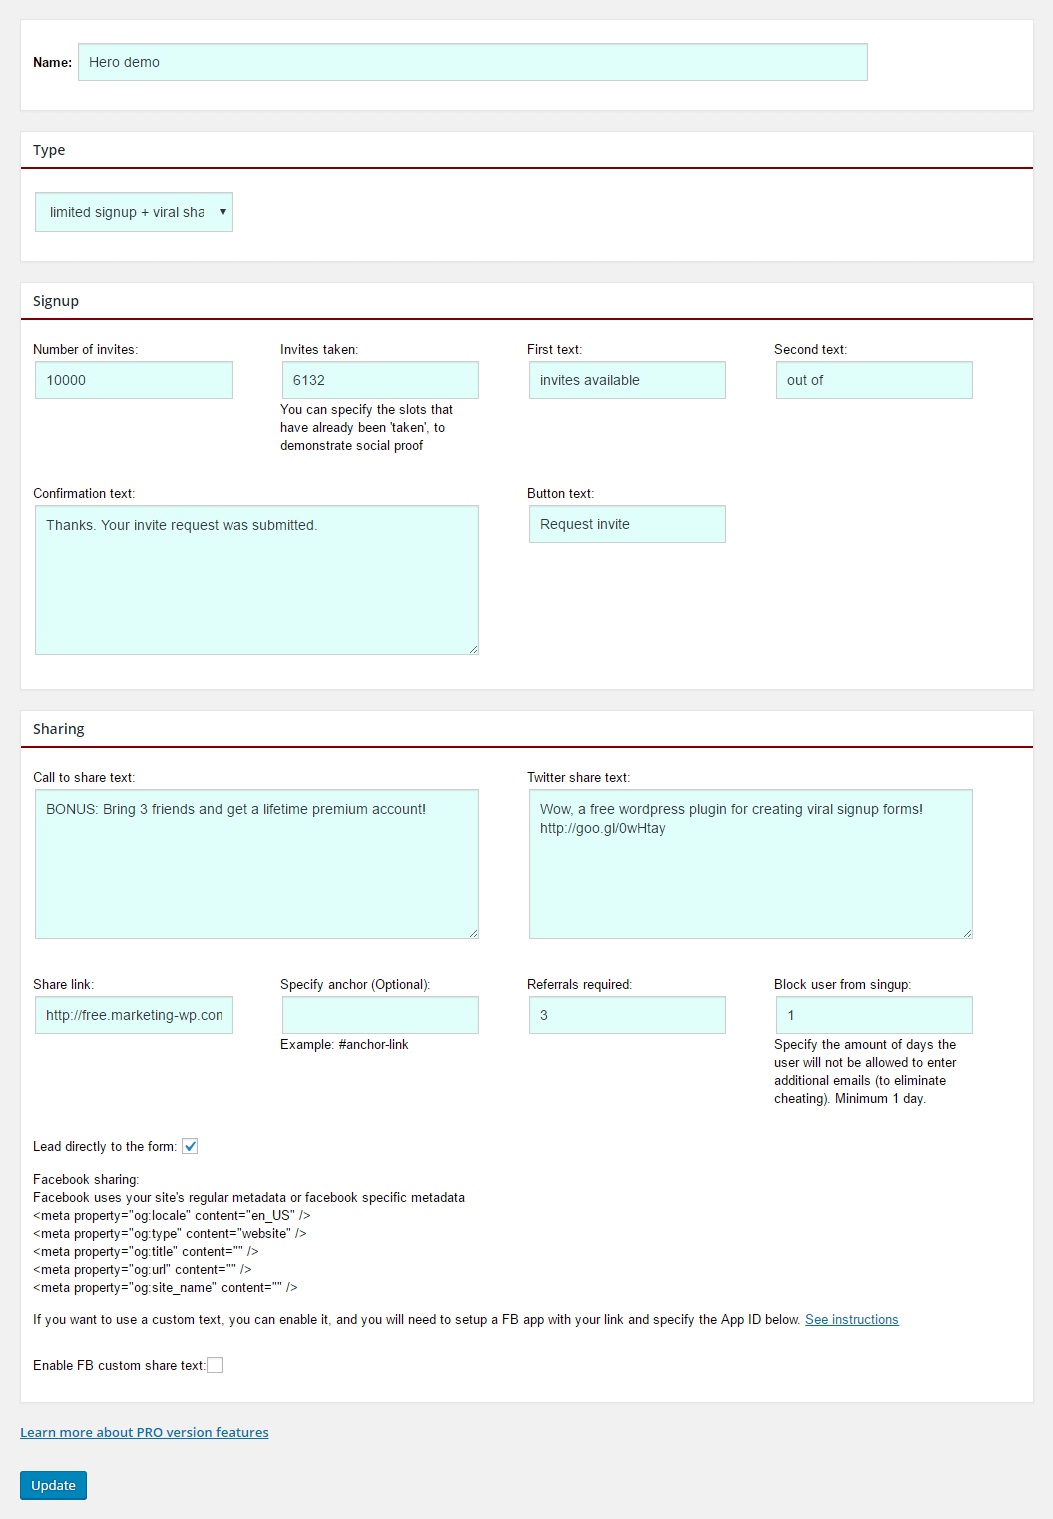 Name: Hero demo
Type
limited signup + viral sha
Signup
Number of invites: Invites taken: First text: Second text:
10000 6132 invites available out of
You can specify the slots that
have already been 'taken', to
demonstrate social proof
Confirmation text: Button text:
Thanks. Your invite request was submitted. Request invite
Sharing
Call to share text: Twitter share text:
BONUS: Bring 3 friends and get a lifetime premium account! Wow, a free wordpress plugin for creating viral signup forms!
http://goo.gl/0wHtay
Share link: Specify anchor (Optional): Referrals required: Block user from singup:
http://free.marketing-wp.con 3 1
Example: #anchor-link Specify the amount of days the
user will not be allowed to enter
additional emails (to eliminate
cheating). Minimum 1 day.
Lead directly to the form:
Facebook sharing:
Facebook uses your site's regular metadata or facebook specific metadata
<meta property="og:locale" content="en_US" />
<meta property="og:type" content="website" />
<meta property="og:title" content="" />
<meta property="og:url" content="" />
<meta property="og:site_name" content="" />
If you want to use a custom text, you can enable it, and you will need to setup a FB app with your link and specify the App ID below. See instructions
Enable FB custom share text:
Learn more about PRO version features
Update